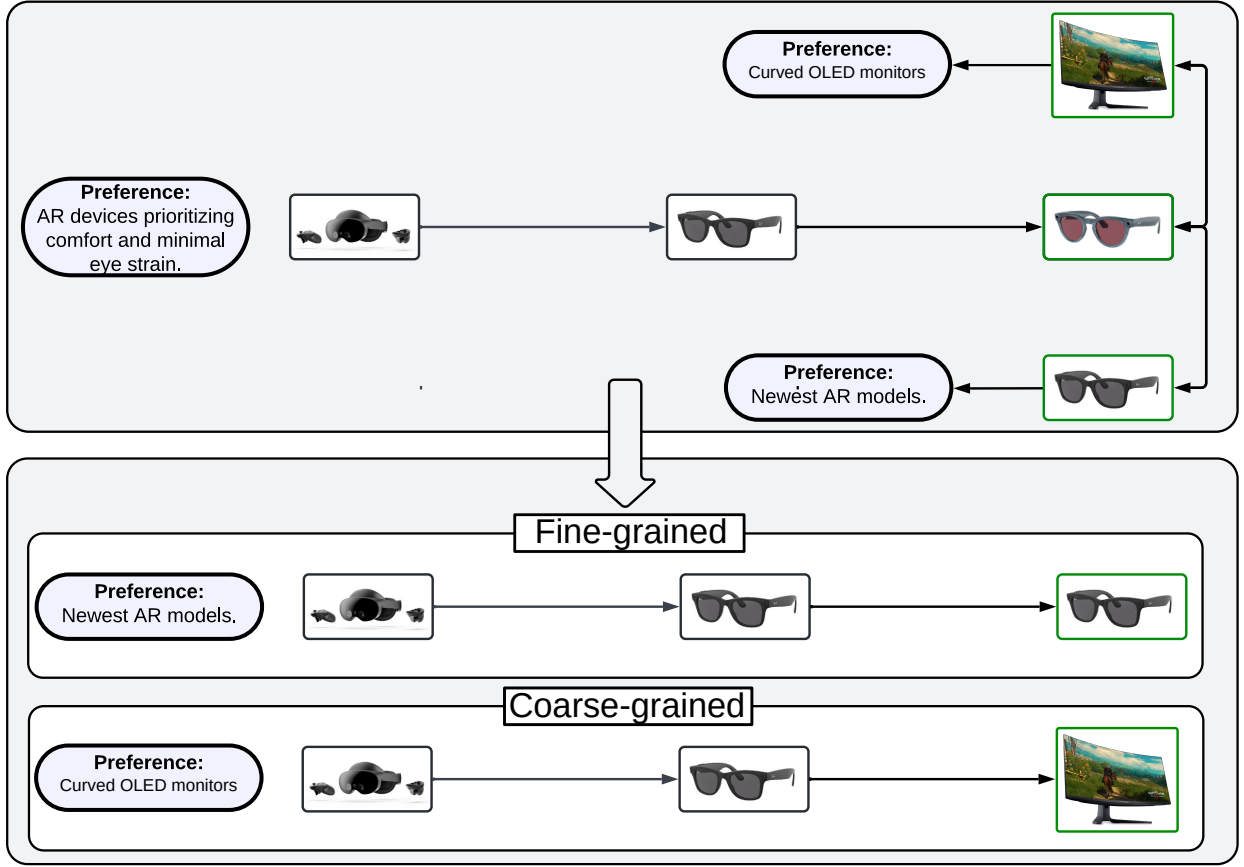 Preference:
Curved OLED monitors
Preference:
AR devices prioritizing
comfort and minimal
eye strain.
Preference:
Newest AR models.
Fine-grained
Preference:
Newest AR models.
Coarse-grained
Preference:
Curved OLED monitors